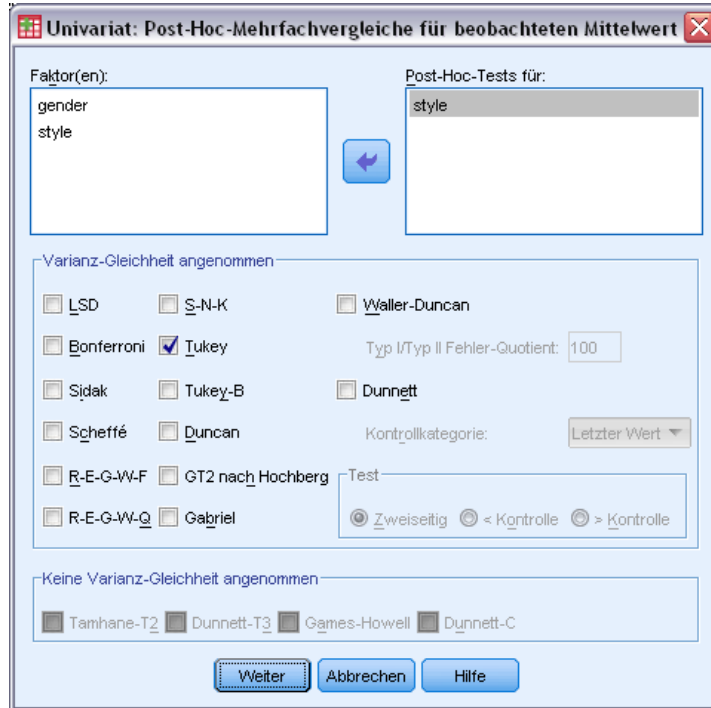 Univariat: Post-Hoc-Mehrfachvergleiche für beobachteten Mittelwert
Faktor(en):
gender
style
Post-Hoc-Tests für:
style
Varianz-Gleichheit angenommen
LSD
S-N-K
Waller-Duncan
Bonferroni
Tukey
Typ I/Typ II Fehler-Quotient: 100
Sidak
Tukey-B
Dunnett
Scheffé
Duncan
Kontrollkategorie: Letzter Wert
R-E-G-W-F
GT2 nach Hochberg
Test
R-E-G-W-Q
Gabriel
Zweiseitig
< Kontrolle
> Kontrolle
Keine Varianz-Gleichheit angenommen
Tamhane-T2
Dunnett-T3
Games-Howell
Dunnett-C
Weiter
Abbrechen
Hilfe